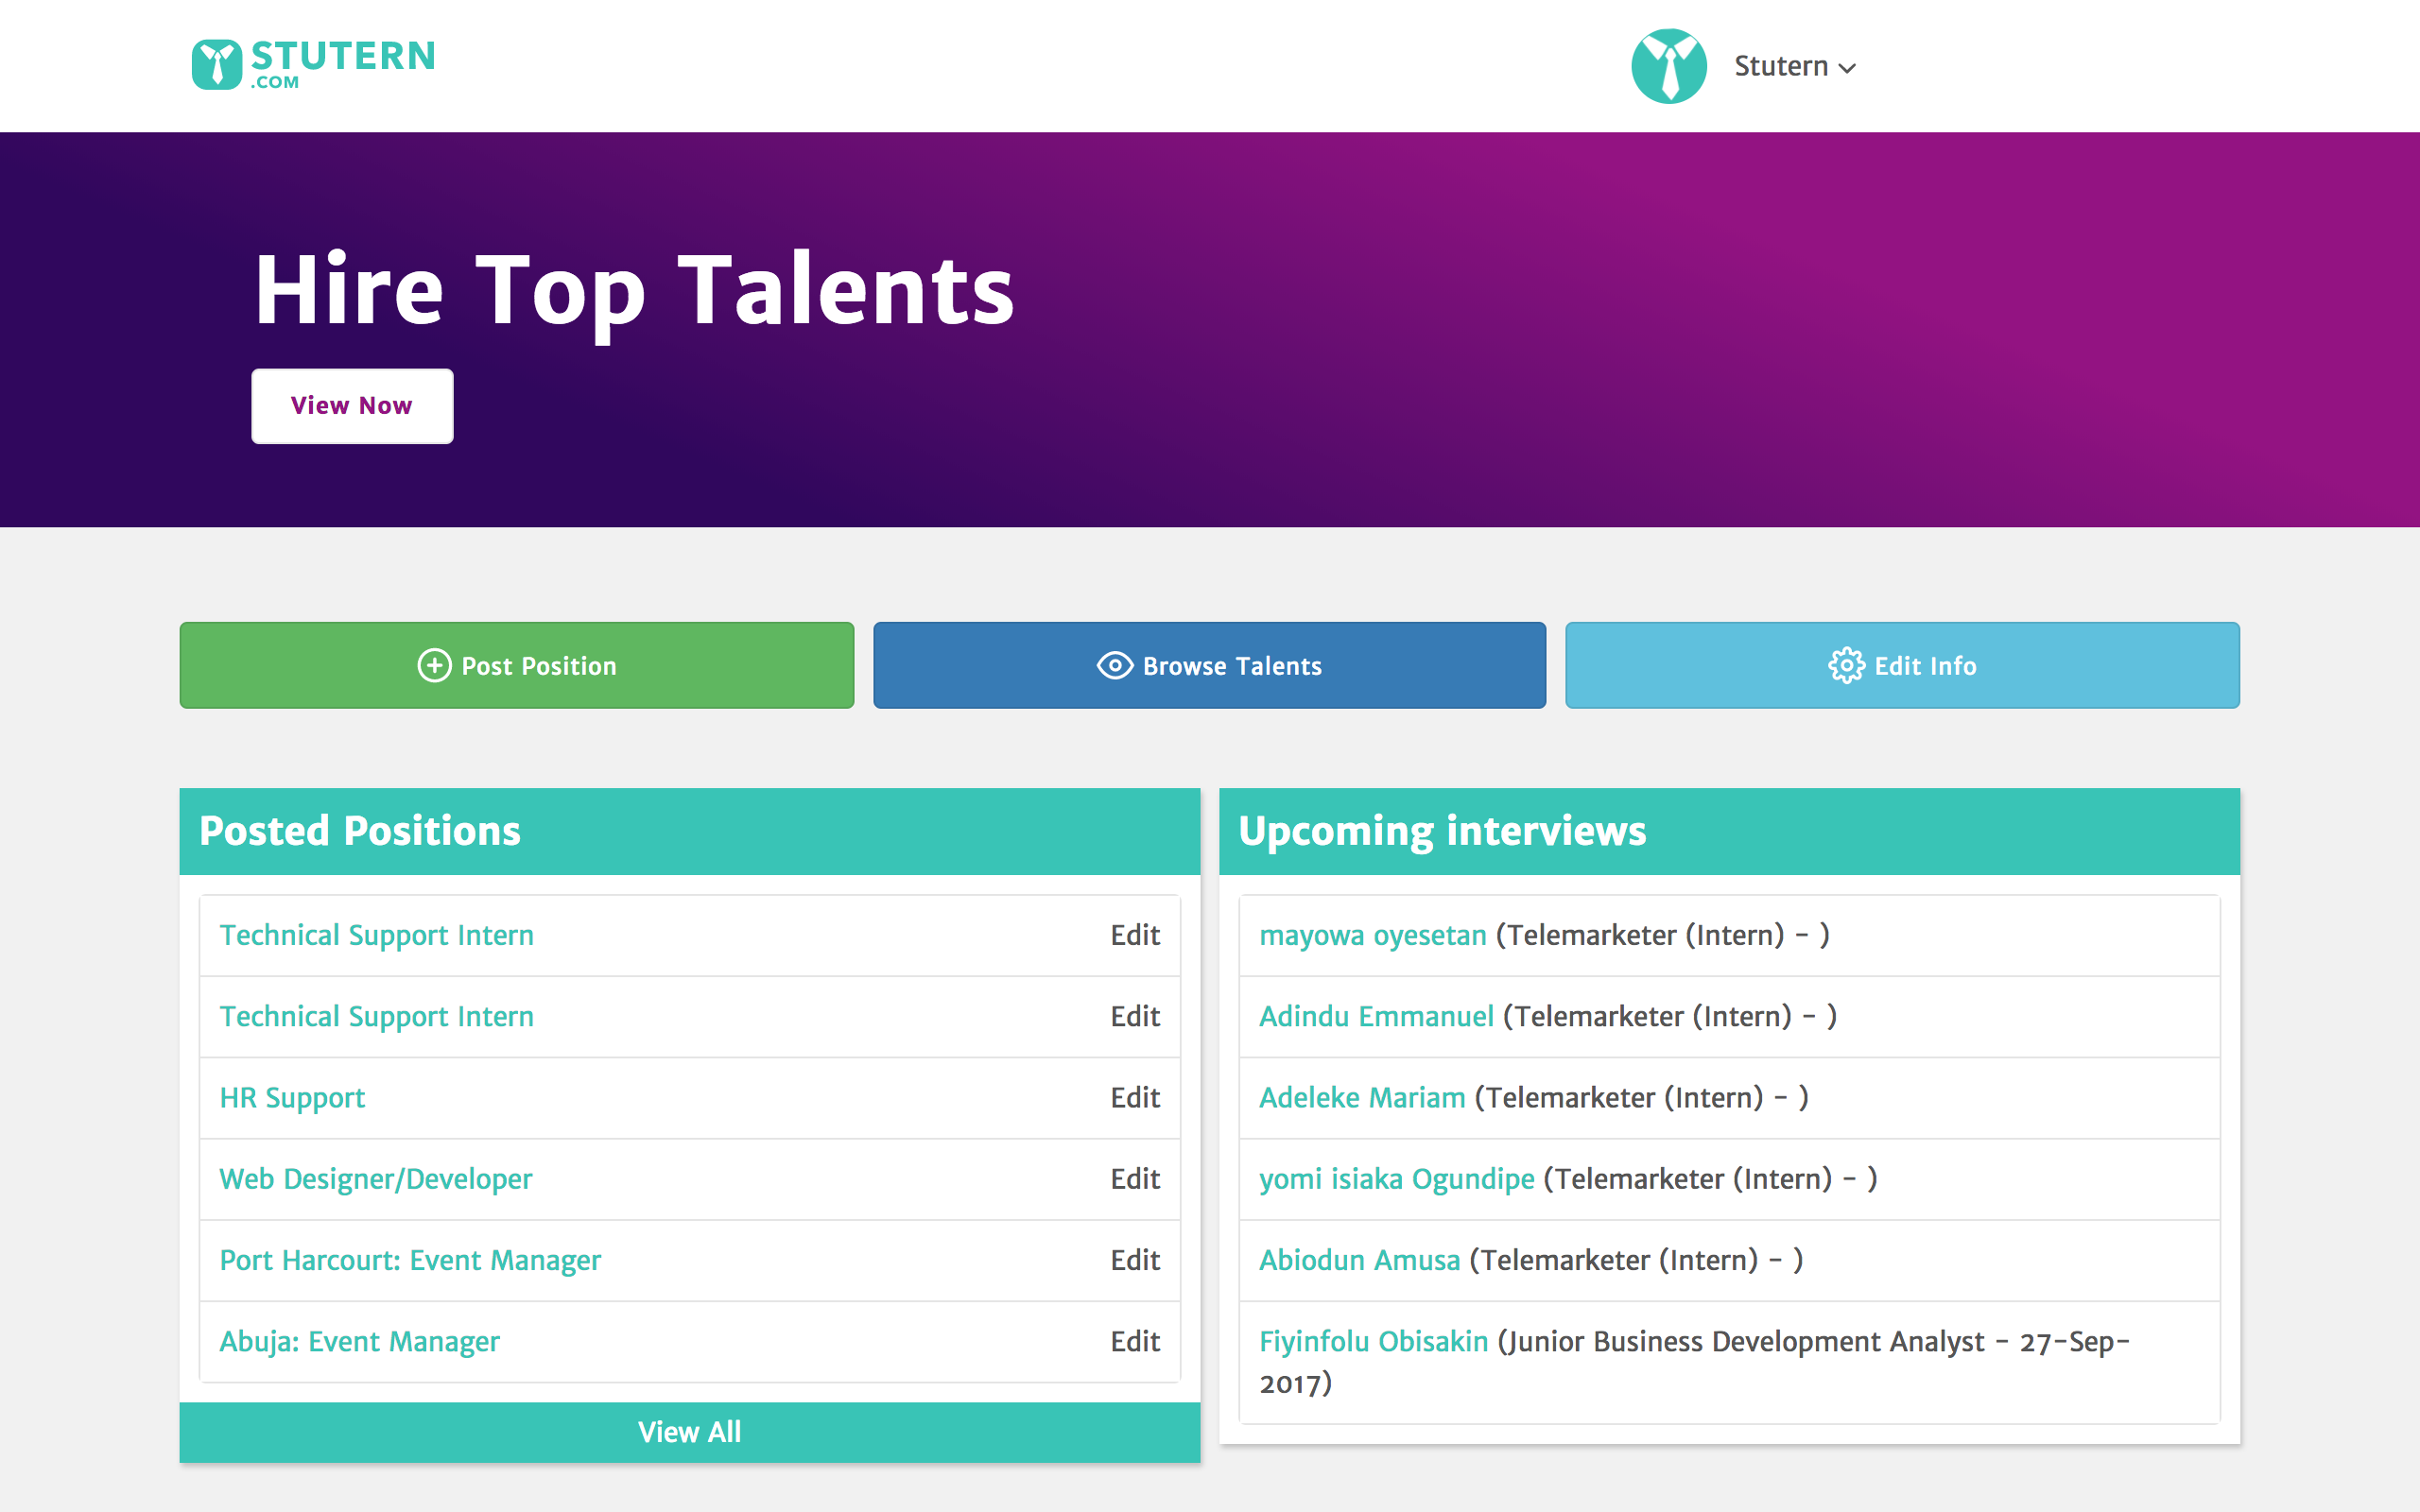 STUTERN
.COM
Stutern
Hire Top Talents
View Now
Post Position
Browse Talents
Edit Info
Posted Positions
Technical Support Intern Edit
Technical Support Intern Edit
HR Support Edit
Web Designer/Developer Edit
Port Harcourt: Event Manager Edit
Abuja: Event Manager Edit
View All
Upcoming interviews
mayowa oyesetan (Telemarketer (Intern) - )
Adindu Emmanuel (Telemarketer (Intern) - )
Adeleke Mariam (Telemarketer (Intern) - )
yomi isiaka Ogundipe (Telemarketer (Intern) - )
Abiodun Amusa (Telemarketer (Intern) - )
Fiyinfolu Obisakin (Junior Business Development Analyst - 27-Sep-
2017)